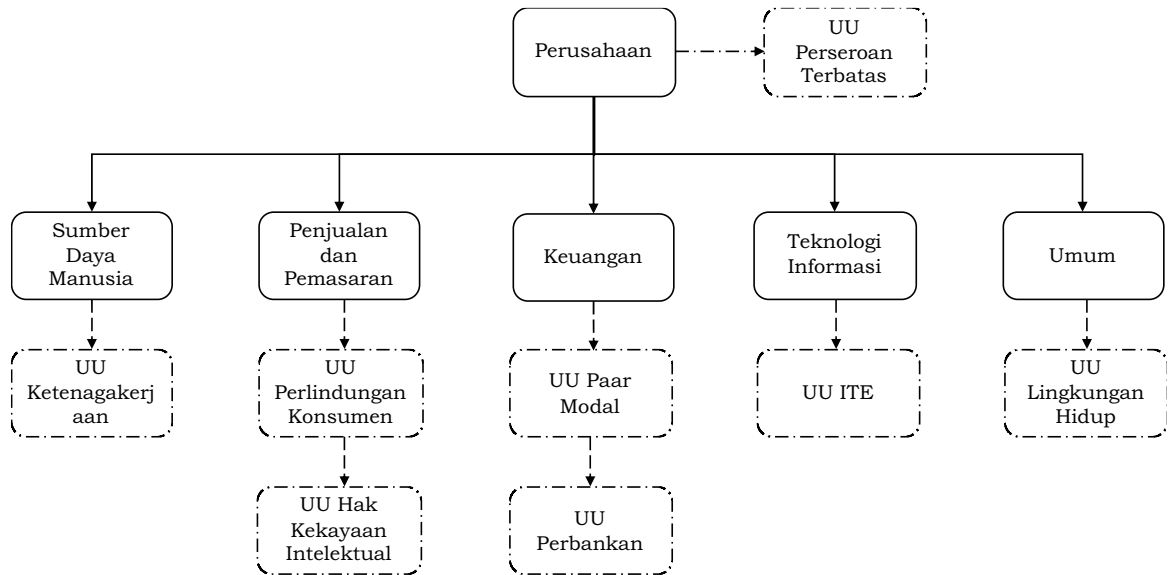 Perusahaan
UU
Perseroan
Terbatas
Sumber
Daya
Manusia
Penjualan
dan
Pemasaran
Keuangan
Teknologi
Informasi
Umum
UU
Ketenagakerj
aan
UU
Perlindungan
Konsumen
UU Paar
Modal
UU ITE
UU
Lingkungan
Hidup
UU Hak
Kekayaan
Intelektual
UU
Perbankan